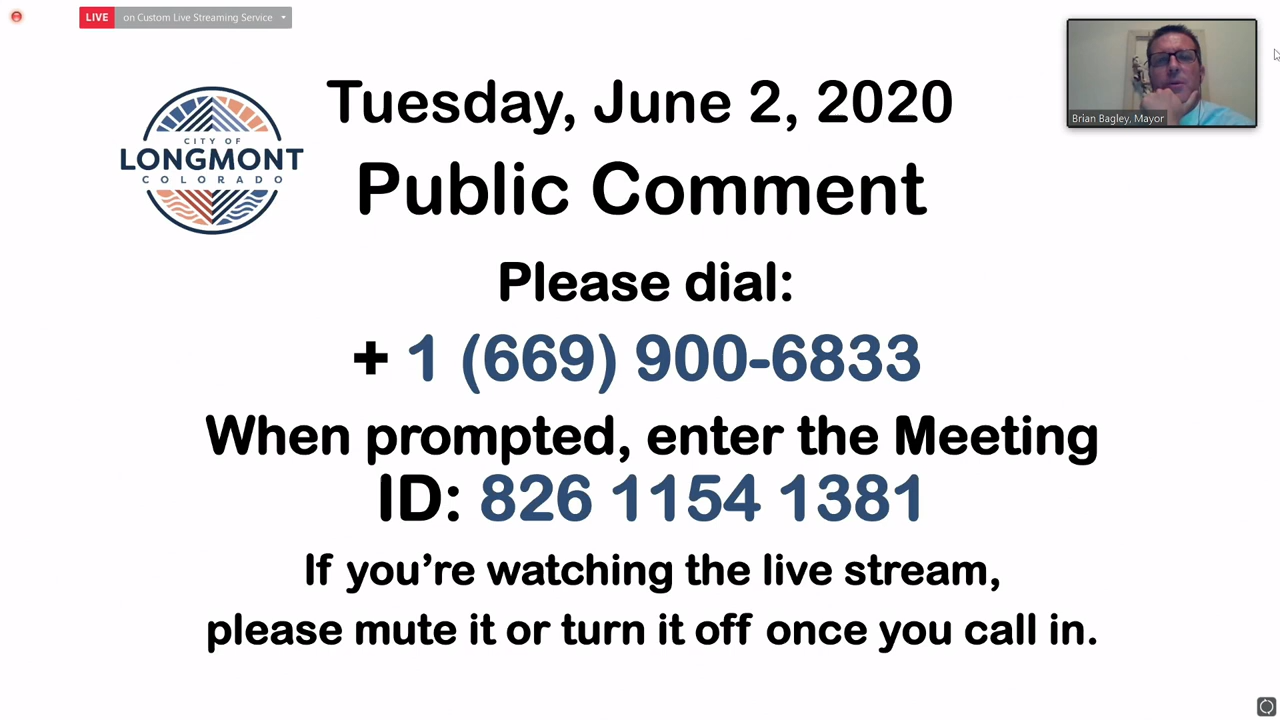 LIVE on Custom Live Streaming Service
Brian Bagley, Mayor
CITY OF
LONGMONT
COLORADO
Tuesday, June 2, 2020
Public Comment
Please dial:
+ 1 (669) 900-6833
When prompted, enter the Meeting
ID: 826 1154 1381
If you’re watching the live stream,
please mute it or turn it off once you call in.